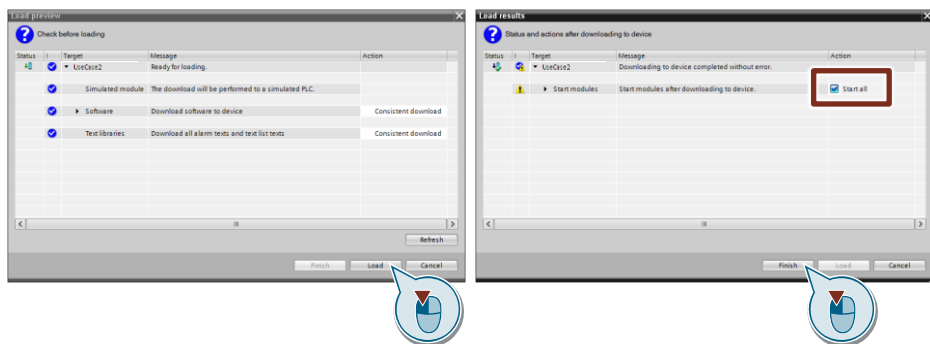 Load preview
Check before loading
Status ! Target Message Action
UseCase2 Ready for loading.
Simulated module The download will be performed to a simulated PLC.
Software Download software to device Consistent download
Text libraries Download all alarm texts and text list texts Consistent download
Refresh
Finish Load Cancel
Load results
Status and actions after downloading to device
Status ! Target Message Action
UseCase2 Downloading to device completed without error.
Start modules Start modules after downloading to device. Start all
Finish Load Cancel